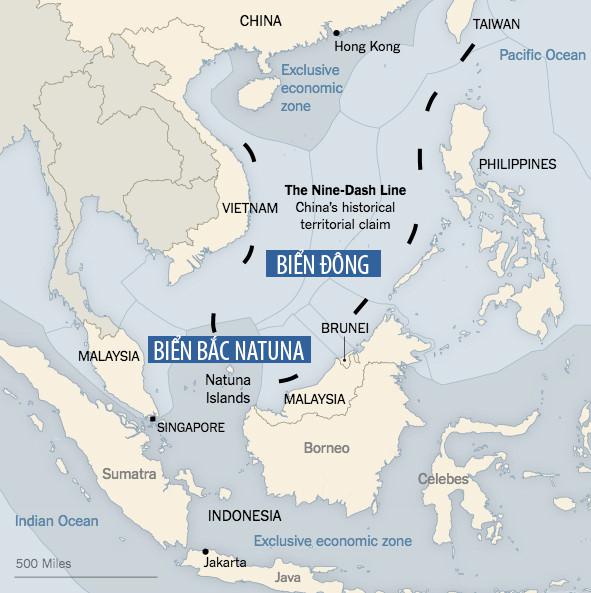 CHINA
TAIWAN
Hong Kong
Pacific Ocean
Exclusive
economic
zone
PHILIPPINES
The Nine-Dash Line
China's historical
territorial claim
VIETNAM
BIỂN ĐÔNG
BRUNEI
MALAYSIA
BIỂN BẮC NATUNA
Natuna
Islands
MALAYSIA
SINGAPORE
Borneo
Sumatra
Celebes
Indian Ocean
INDONESIA
Exclusive economic zone
500 Miles
Jakarta
Java